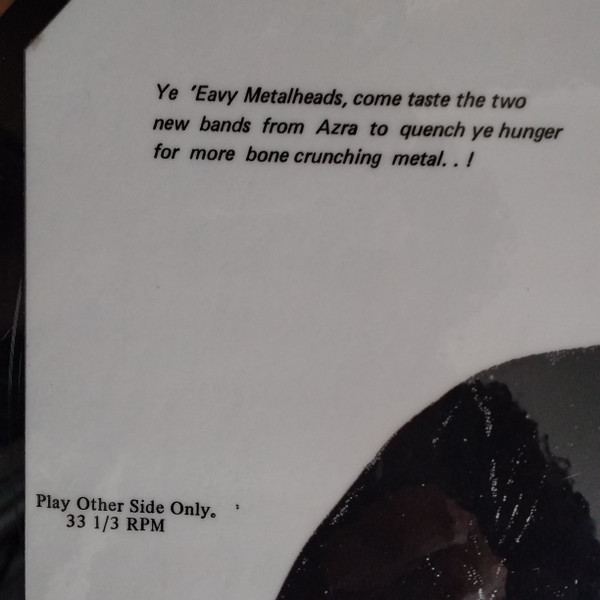 Ye 'Eavy Metalheads, come taste the two
new bands from Azra to quench ye hunger
for more bone crunching metal. . !
Play Other Side Only.
33 1/3 RPM